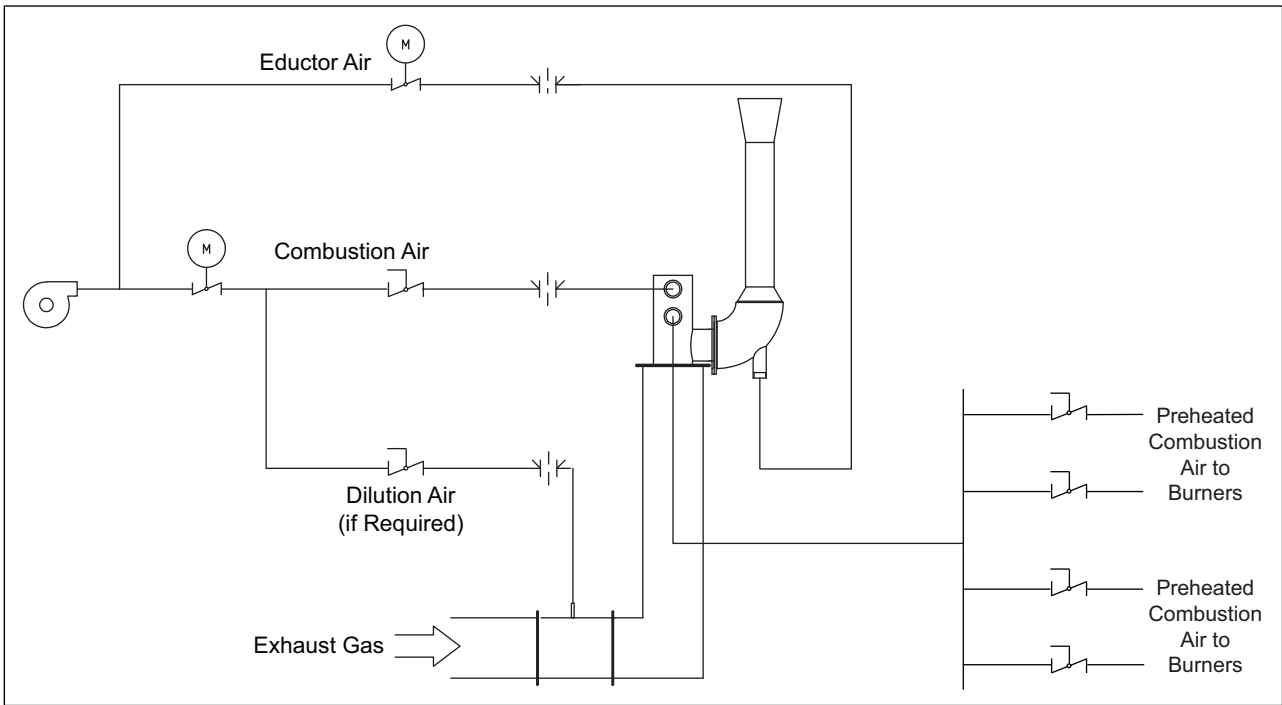 M
Eductor Air
M
Combustion Air
Dilution Air
(if Required)
Exhaust Gas
Preheated
Combustion
Air to
Burners
Preheated
Combustion
Air to
Burners